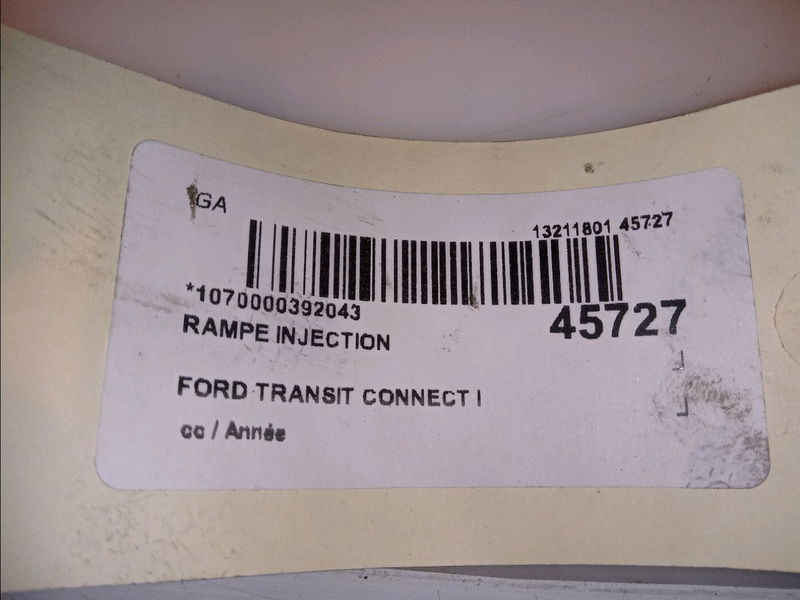 GA
13211801 45727
*1070000392043
45727
RAMPE INJECTION
FORD TRANSIT CONNECT I
cc / Année